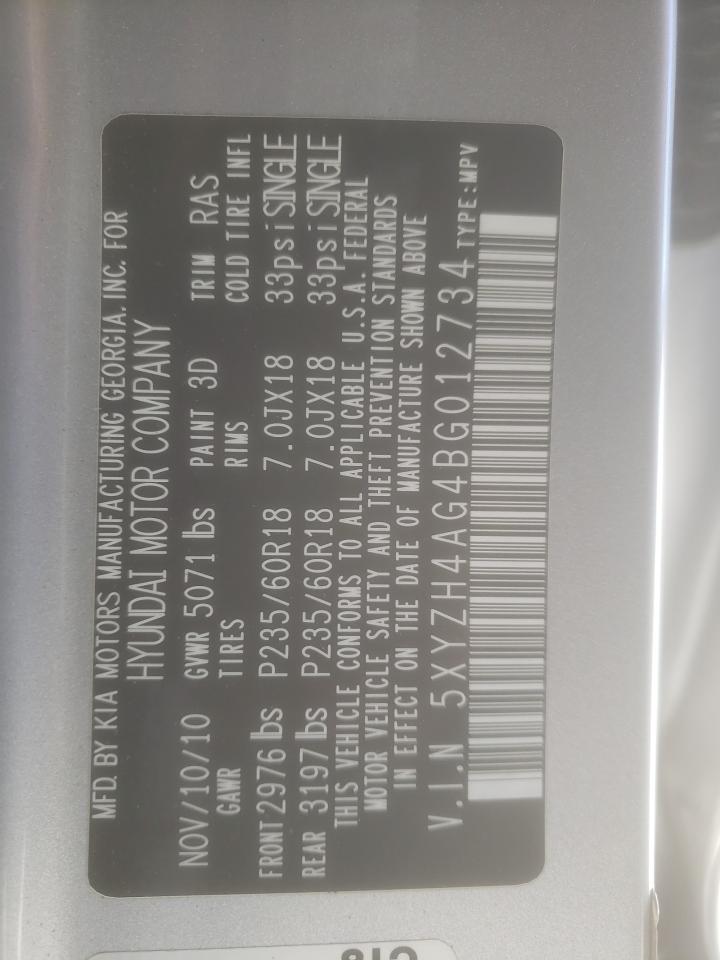 MFD. BY KIA MOTORS MANUFACTURING GEORGIA. INC. FOR
HYUNDAI MOTOR COMPANY
NOV/10/10 GVWR 5071 lbs PAINT 3D TRIM RAS
GAWR TIRES RIMS COLD TIRE INFL
FRONT 2976 lbs P235/60R18 7.0JX18 33psi SINGLE
REAR 3197 lbs P235/60R18 7.0JX18 33psi SINGLE
THIS VEHICLE CONFORMS TO ALL APPLICABLE U.S.A. FEDERAL
MOTOR VEHICLE SAFETY AND THEFT PREVENTION STANDARDS
IN EFFECT ON THE DATE OF MANUFACTURE SHOWN ABOVE
V.I.N 5XYZH4AG4BG012734 TYPE:MPV